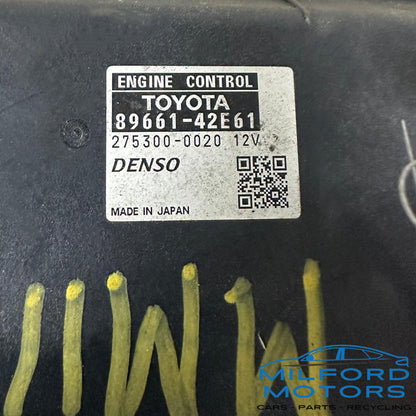 ENGINE CONTROL
TOYOTA
89661-42E61
275300-0020 12V
DENSO
MADE IN JAPAN
MILFORD
MOTORS
CARS - PARTS - RECYCLING